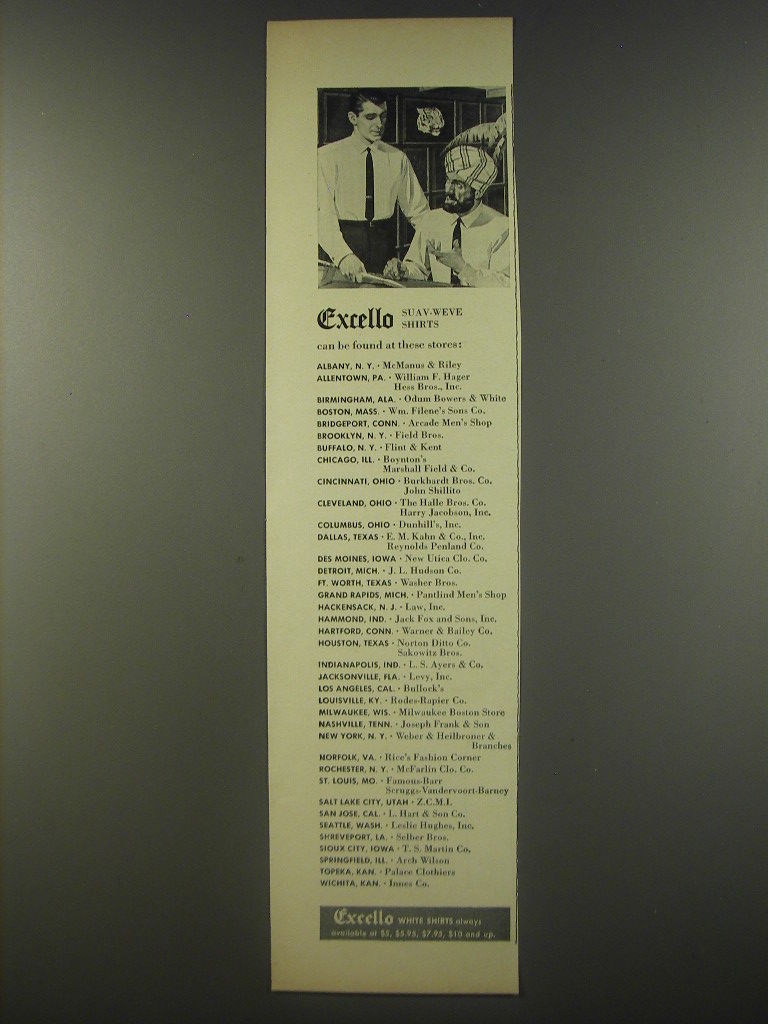 Excello SUAV-WEVE
SHIRTS
can be found at these stores:
ALBANY, N. Y. · McManus & Riley
ALLENTOWN, PA. · William F. Hager
Hess Bros., Inc.
BIRMINGHAM, ALA. · Odum Bowers & White
BOSTON, MASS. · Wm. Filene's Sons Co.
BRIDGEPORT, CONN. · Arcade Men's Shop
BROOKLYN, N. Y. · Field Bros.
BUFFALO, N. Y. · Flint & Kent
CHICAGO, ILL. · Boynton's
Marshall Field & Co.
CINCINNATI, OHIO · Burkhardt Bros. Co.
John Shillito
CLEVELAND, OHIO · The Halle Bros. Co.
Harry Jacobson, Inc.
COLUMBUS, OHIO · Dunhill's, Inc.
DALLAS, TEXAS · E. M. Kahn & Co., Inc.
Reynolds Penland Co.
DES MOINES, IOWA · New Utica Clo. Co.
DETROIT, MICH. · J. L. Hudson Co.
FT. WORTH, TEXAS · Washer Bros.
GRAND RAPIDS, MICH. · Pantlind Men's Shop
HACKENSACK, N. J. · Law, Inc.
HAMMOND, IND. · Jack Fox and Sons, Inc.
HARTFORD, CONN. · Warner & Bailey Co.
HOUSTON, TEXAS · Norton Ditto Co.
Sakowitz Bros.
INDIANAPOLIS, IND. · L. S. Ayers & Co.
JACKSONVILLE, FLA. · Levy, Inc.
LOS ANGELES, CAL. · Bullock's
LOUISVILLE, KY. · Rodes-Rapier Co.
MILWAUKEE, WIS. · Milwaukee Boston Store
NASHVILLE, TENN. · Joseph Frank & Son
NEW YORK, N. Y. · Weber & Heilbroner &
Branches
NORFOLK, VA. · Rice's Fashion Corner
ROCHESTER, N. Y. · McFarlin Clo. Co.
ST. LOUIS, MO. · Famous-Barr
Scruggs-Vandervoort-Barney
SALT LAKE CITY, UTAH · Z.C.M.I.
SAN JOSE, CAL. · L. Hart & Son Co.
SEATTLE, WASH. · Leslie Hughes, Inc.
SHREVEPORT, LA. · Selber Bros.
SIOUX CITY, IOWA · T. S. Martin Co.
SPRINGFIELD, ILL. · Arch Wilson
TOPEKA, KAN. · Palace Clothiers
WICHITA, KAN. · Innes Co.
Excello WHITE SHIRTS always
available at $5, $5.95, $7.95, $10 and up.